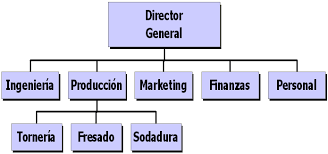 Director
General
Ingeniería
Producción
Marketing
Finanzas
Personal
Tornería
Fresado
Sodadura